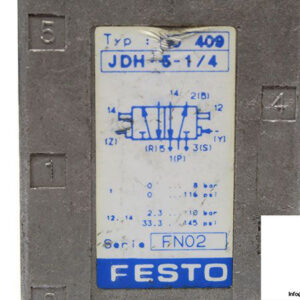 5
4
1
Typ : 409
JDH -5-1/4
14 2(B)
14 12
(Z) (R)5 3(S) (Y)
1(P)
1 0 ... 8 bar
0 ... 116 psi
12, 14 2.3 ... 10 bar
33.3 ... 145 psi
Serie FN02
FESTO